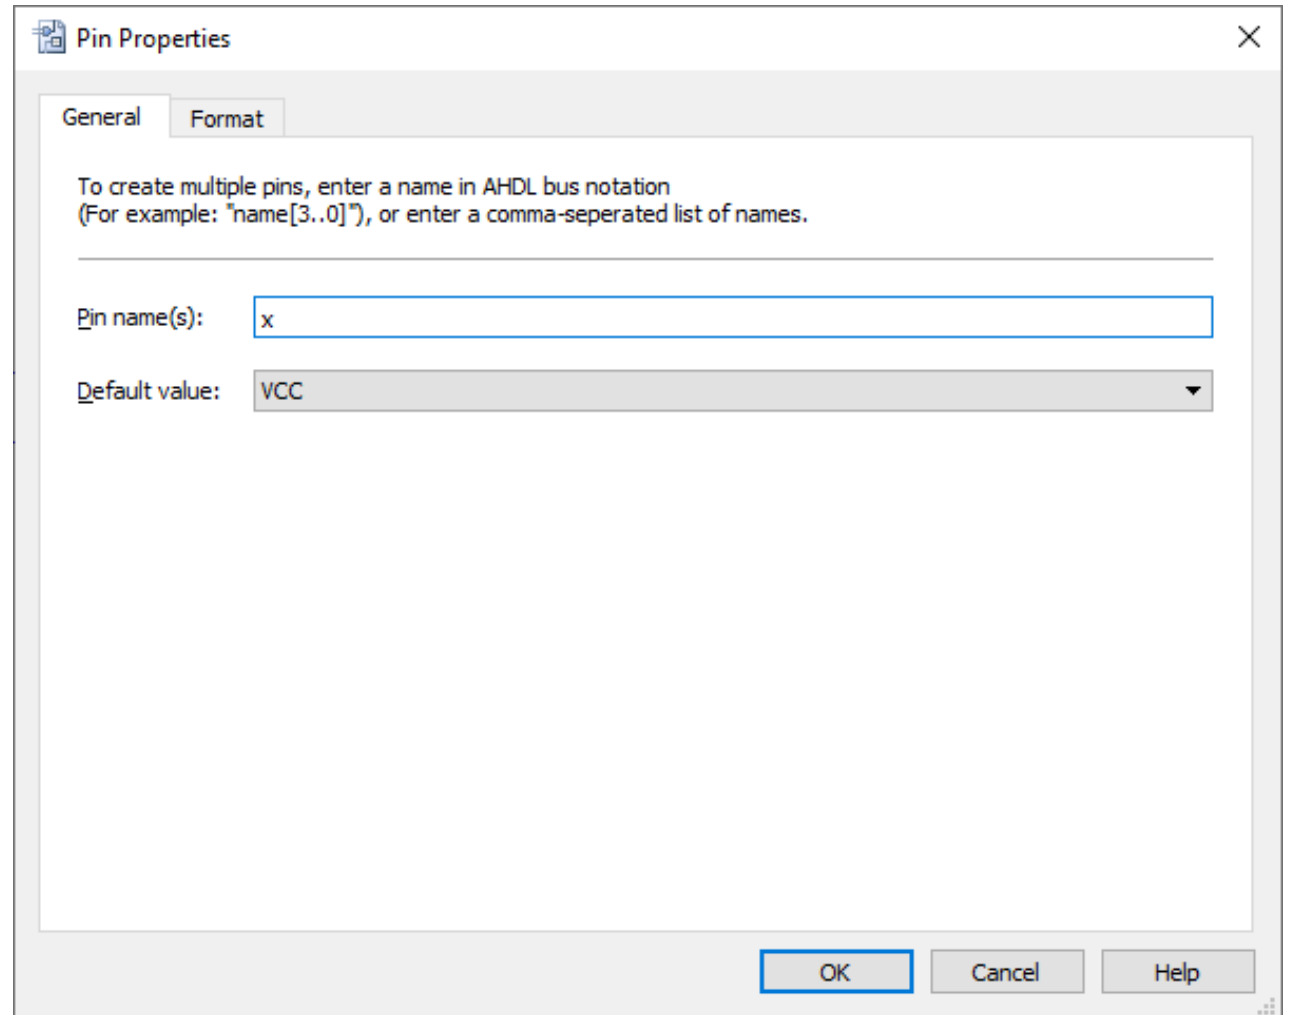 Pin Properties
General
Format
To create multiple pins, enter a name in AHDL bus notation
(For example: "name[3..0]"), or enter a comma-seperated list of names.
Pin name(s): x
Default value: VCC
OK Cancel Help